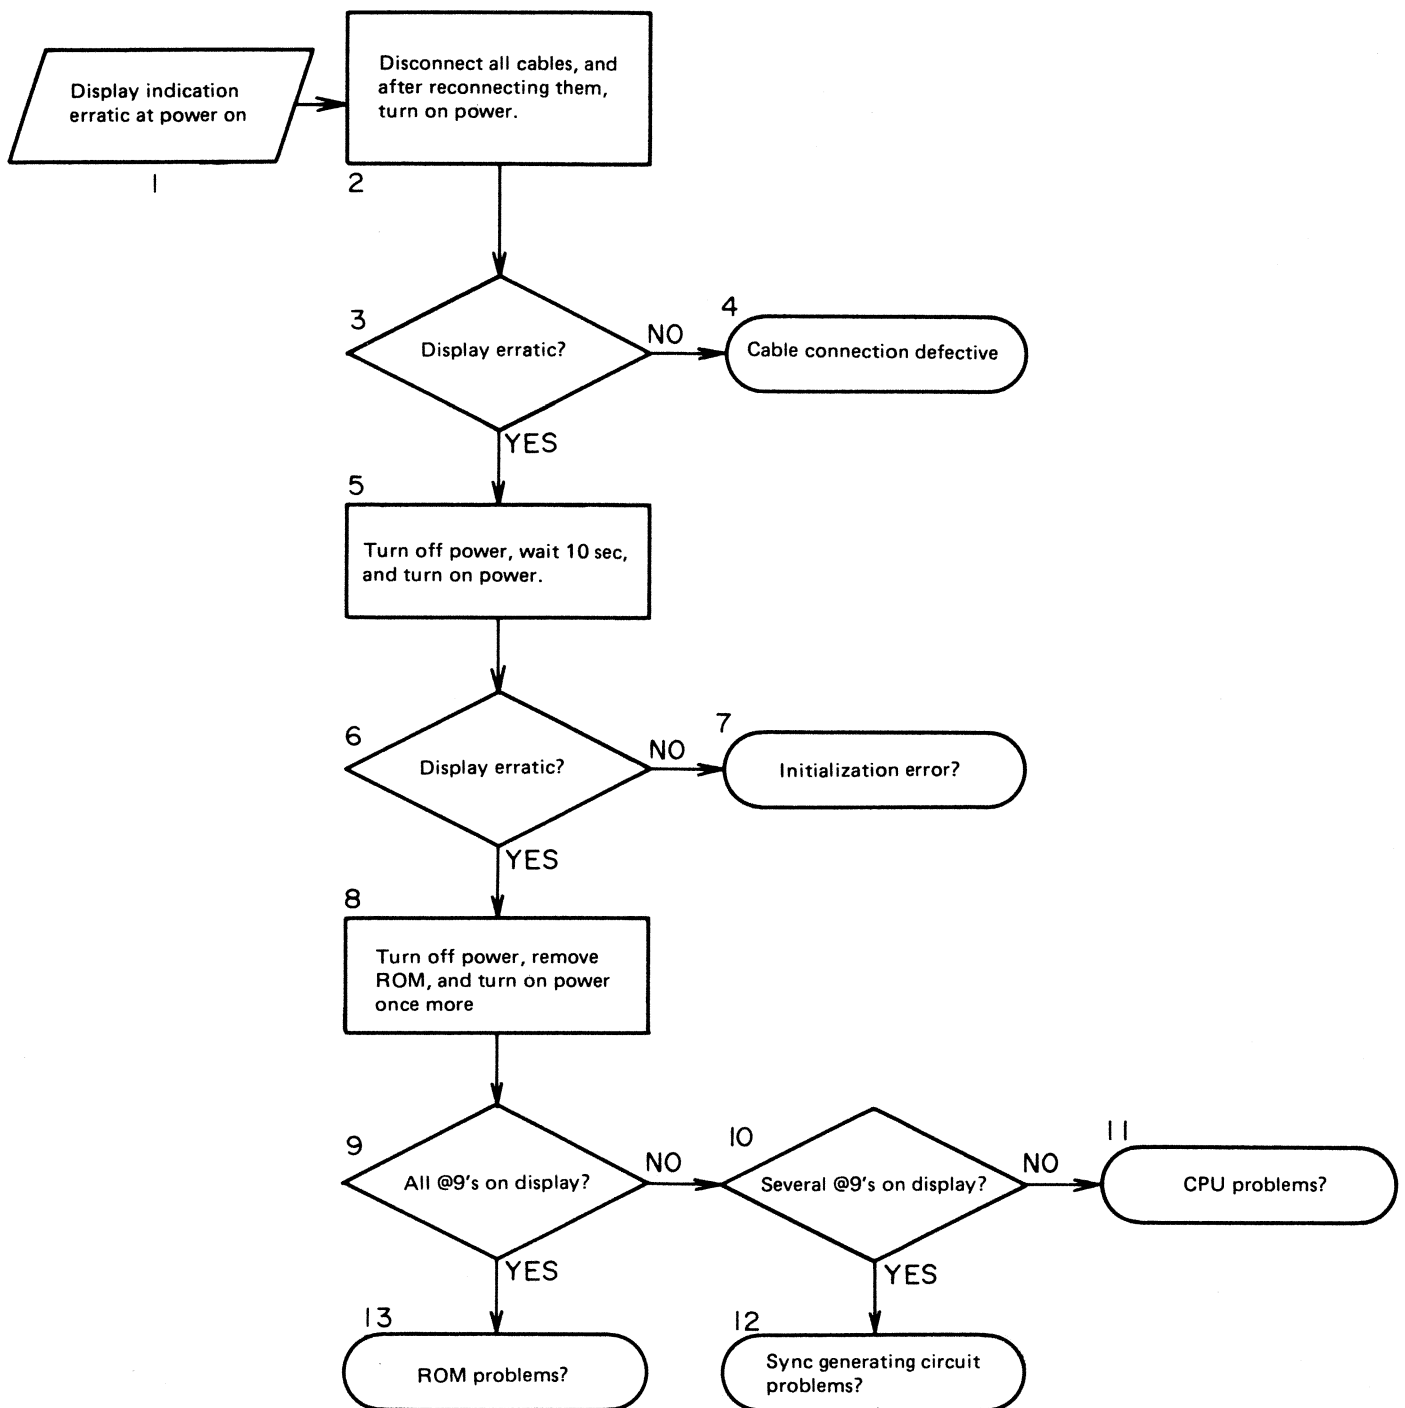 Display indication
erratic at power on
1
Disconnect all cables, and
after reconnecting them,
turn on power.
2
3
Display erratic?
NO
4
Cable connection defective
YES
5
Turn off power, wait 10 sec,
and turn on power.
6
Display erratic?
NO
7
Initialization error?
YES
8
Turn off power, remove
ROM, and turn on power
once more
9
All @9's on display?
NO
10
Several @9's on display?
NO
11
CPU problems?
YES
13
ROM problems?
YES
12
Sync generating circuit
problems?